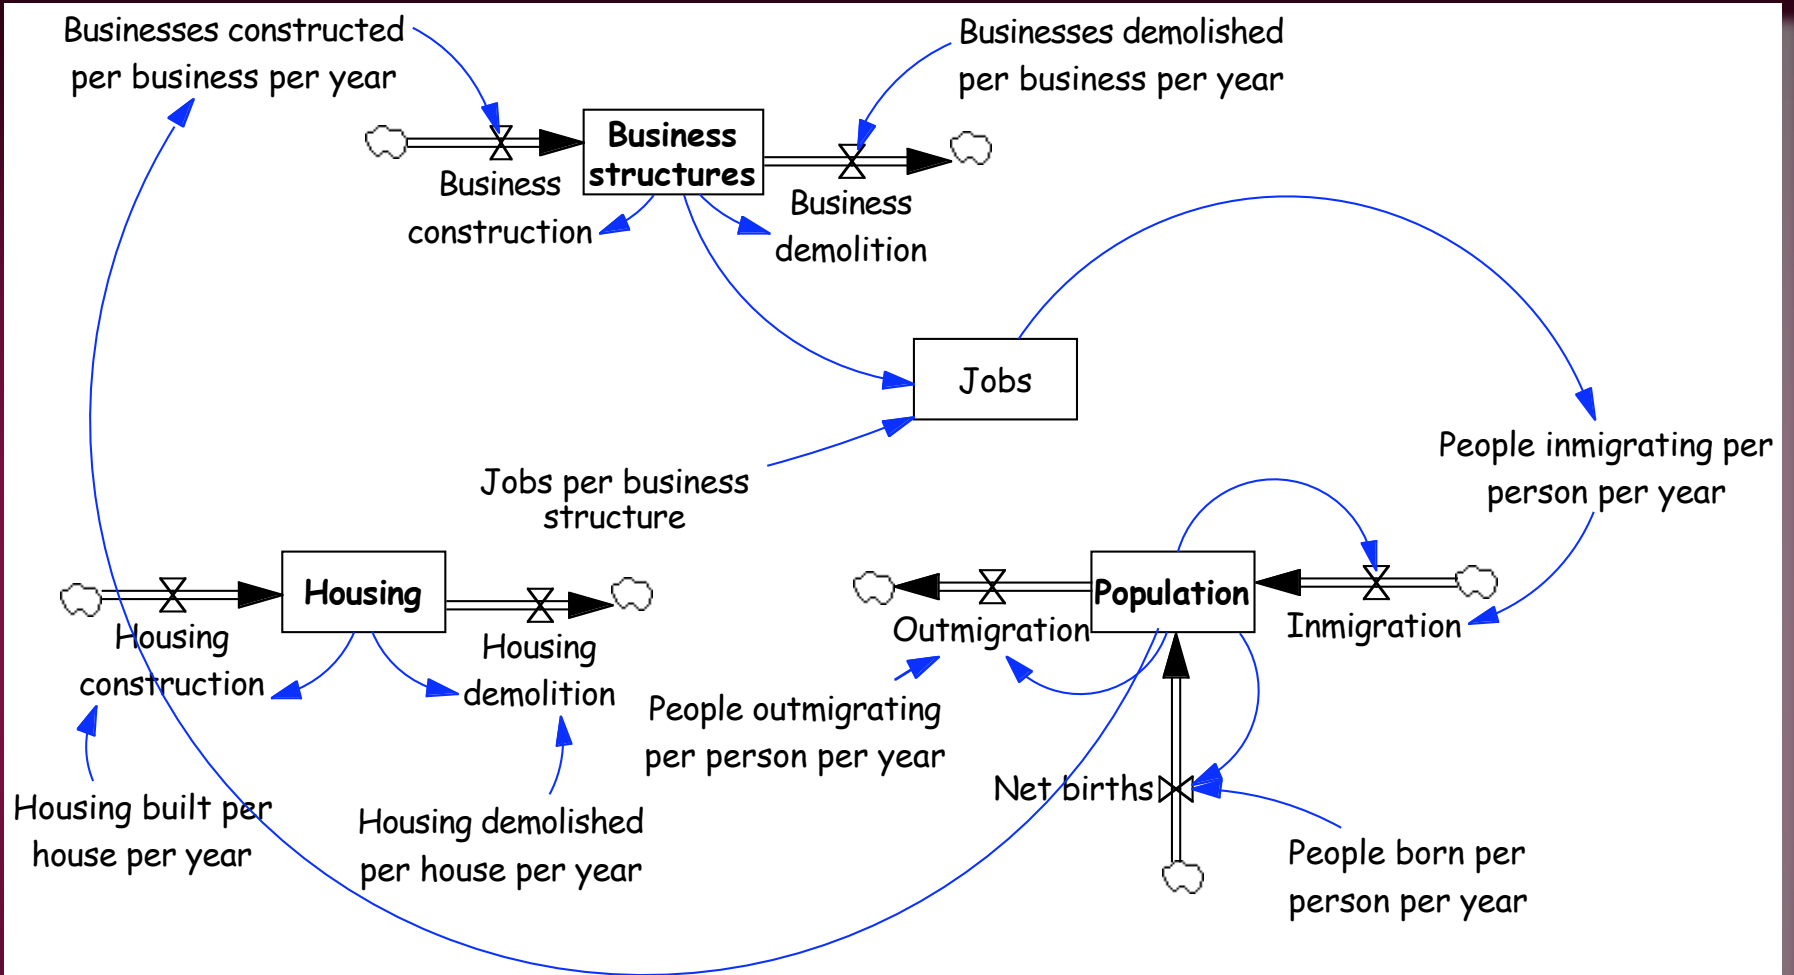 Businesses constructed
per business per year
Businesses demolished
per business per year
Business
structures
Business
construction
Business
demolition
Jobs
People inmigrating per
person per year
Jobs per business
structure
Housing
Population
Housing
construction
Housing
demolition
Outmigration
Inmigration
People outmigrating
per person per year
Net births
Housing built per
house per year
Housing demolished
per house per year
People born per
person per year